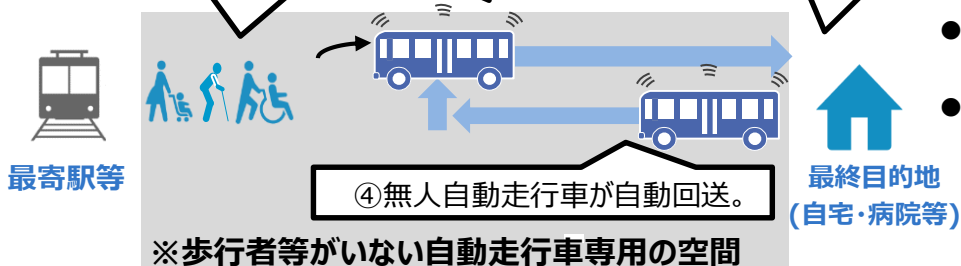 最寄駅等
④無人自動走行車が自動回送。
最終目的地
(自宅・病院等)
※歩行者等がいない自動走行車専用の空間